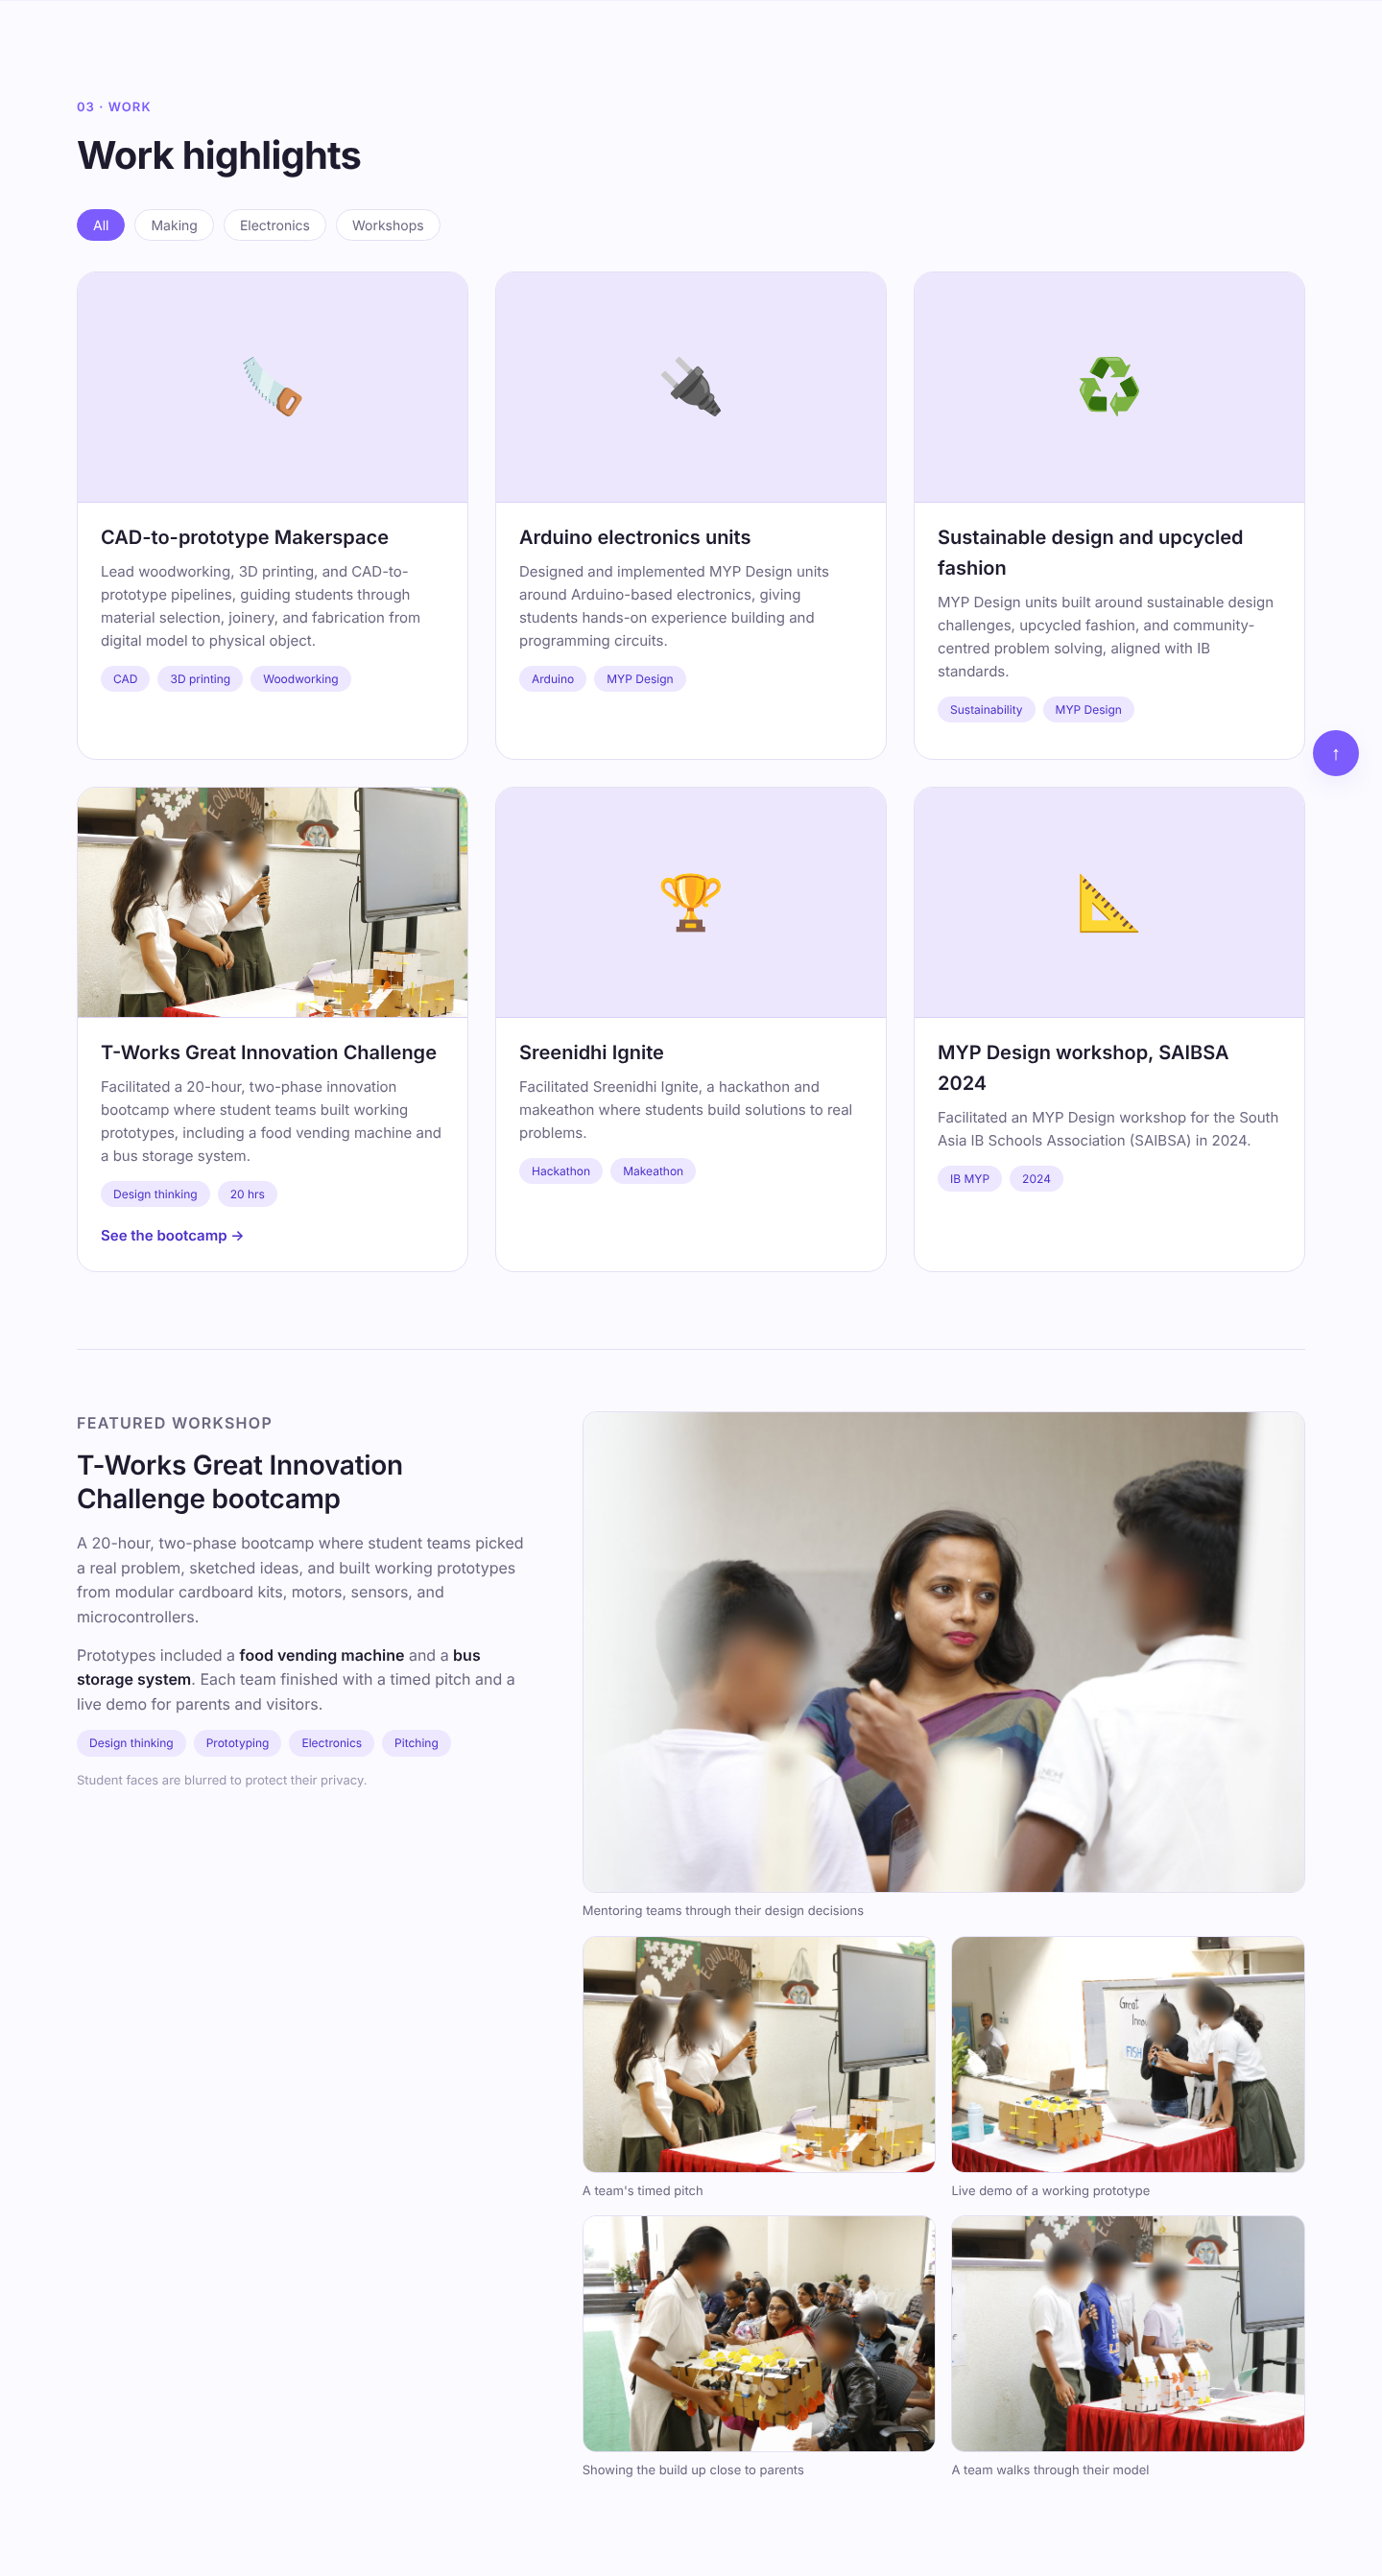 03 · WORK
Work highlights
All
Making
Electronics
Workshops
CAD-to-prototype Makerspace
Lead woodworking, 3D printing, and CAD-to-
prototype pipelines, guiding students through
material selection, joinery, and fabrication from
digital model to physical object.
CAD
3D printing
Woodworking
Arduino electronics units
Designed and implemented MYP Design units
around Arduino-based electronics, giving
students hands-on experience building and
programming circuits.
Arduino
MYP Design
Sustainable design and upcycled
fashion
MYP Design units built around sustainable design
challenges, upcycled fashion, and community-
centred problem solving, aligned with IB
standards.
Sustainability
MYP Design
↑
EQUILIBRIUM
T-Works Great Innovation Challenge
Facilitated a 20-hour, two-phase innovation
bootcamp where student teams built working
prototypes, including a food vending machine and
a bus storage system.
Design thinking
20 hrs
See the bootcamp →
Sreenidhi Ignite
Facilitated Sreenidhi Ignite, a hackathon and
makeathon where students build solutions to real
problems.
Hackathon
Makeathon
MYP Design workshop, SAIBSA
2024
Facilitated an MYP Design workshop for the South
Asia IB Schools Association (SAIBSA) in 2024.
IB MYP
2024
FEATURED WORKSHOP
T-Works Great Innovation
Challenge bootcamp
A 20-hour, two-phase bootcamp where student teams picked
a real problem, sketched ideas, and built working prototypes
from modular cardboard kits, motors, sensors, and
microcontrollers.
Prototypes included a food vending machine and a bus
storage system. Each team finished with a timed pitch and a
live demo for parents and visitors.
Design thinking
Prototyping
Electronics
Pitching
Student faces are blurred to protect their privacy.
Mentoring teams through their design decisions
EQUILIBRIUM
Great
A team's timed pitch
Live demo of a working prototype
Showing the build up close to parents
A team walks through their model